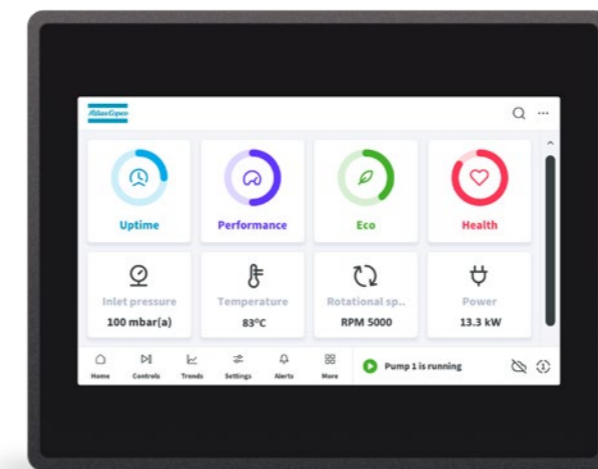 Atlas Copco
Uptime
Performance
Eco
Health
Inlet pressure
100 mbar(a)
Temperature
83°C
Rotational sp..
RPM 5000
Power
13.3 kW
Home
Controls
Trends
Settings
Alerts
More
Pump 1 is running
1